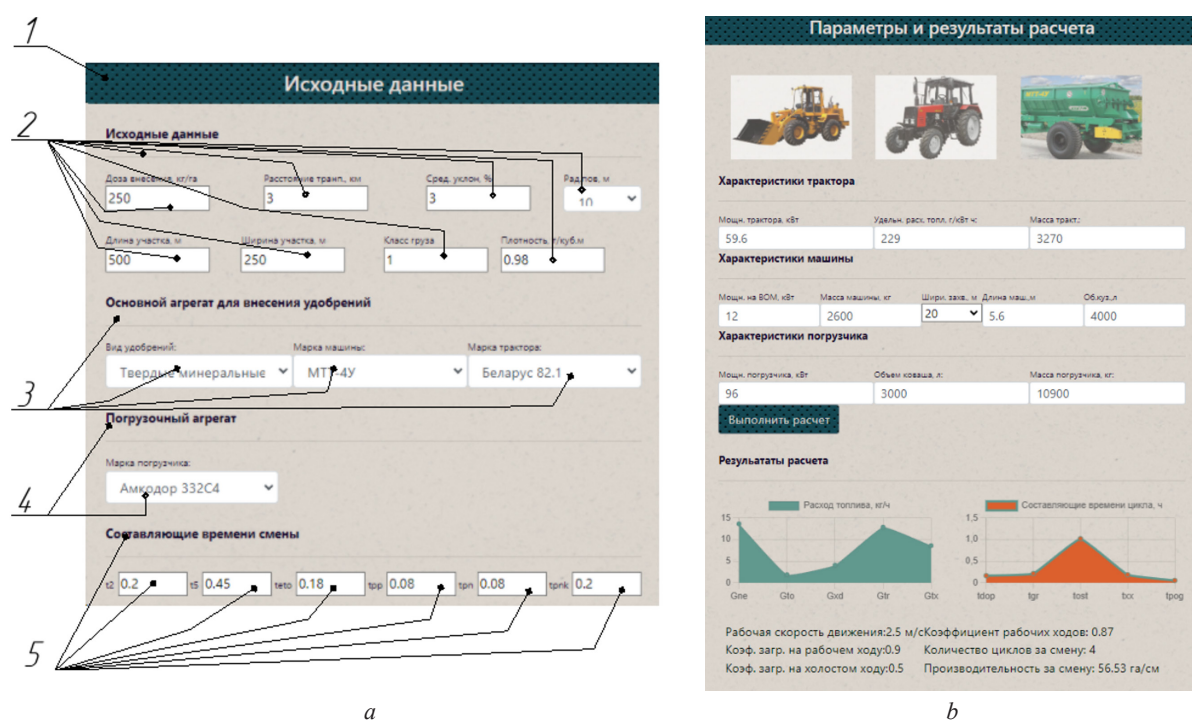 1
Исходные данные
2
Исходные данные
Доза внесения, кг/га
Расстояние транп., км
Сред. уклон, %
Рад.пов, м
250
3
3
10
Длина участка, м
Ширина участка, м
Класс груза
Плотность, т/куб.м
500
250
1
0.98
Основной агрегат для внесения удобрений
Вид удобрений:
Марка машины:
Марка трактора:
Твердые минеральные
МТТ-4У
Беларус 82.1
3
Погрузочный агрегат
Марка погрузчика:
Амкодор 332С4
4
Составляющие времени смены
t2 0.2 t5 0.45 teto 0.18 tpp 0.08 tpn 0.08 tpnk 0.2
5
a
Параметры и результаты расчета
Характеристики трактора
Мощн. трактора, кВт
Удельн. расх. топл, г/кВт ч:
Масса тракт.:
59.6
229
3270
Характеристики машины
Мощн. на ВОМ, кВт
Масса машины, кг
Шири. захв., м
Длина маш.,м
Об.куз.,л
12
2600
20
5.6
4000
Характеристики погрузчика
Мощн. погрузчика, кВт
Объем коваша, л:
Масса погрузчика, кг:
96
3000
10900
Выполнить расчет
Резульататы расчета
Расход топлива, кг/ч
15
10
5
0
Gne Gto Gxd Gtr Gtx
Составляющие времени цикла, ч
1,5
1,0
0,5
0
tdop tgr tost txx tpog
Рабочая скорость движения:2.5 м/сКоэффициент рабочих ходов: 0.87
Коэф. загр. на рабочем ходу:0.9 Количество циклов за смену: 4
Коэф. загр. на холостом ходу:0.5 Производительность за смену: 56.53 га/см
b